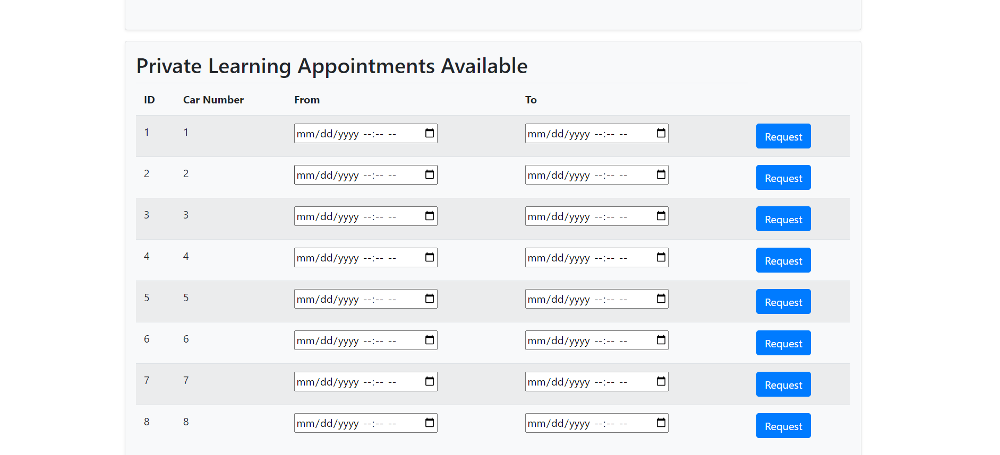 Private Learning Appointments Available
ID Car Number From To
1 1 mm/dd/yyyy --:-- -- mm/dd/yyyy --:-- -- Request
2 2 mm/dd/yyyy --:-- -- mm/dd/yyyy --:-- -- Request
3 3 mm/dd/yyyy --:-- -- mm/dd/yyyy --:-- -- Request
4 4 mm/dd/yyyy --:-- -- mm/dd/yyyy --:-- -- Request
5 5 mm/dd/yyyy --:-- -- mm/dd/yyyy --:-- -- Request
6 6 mm/dd/yyyy --:-- -- mm/dd/yyyy --:-- -- Request
7 7 mm/dd/yyyy --:-- -- mm/dd/yyyy --:-- -- Request
8 8 mm/dd/yyyy --:-- -- mm/dd/yyyy --:-- -- Request